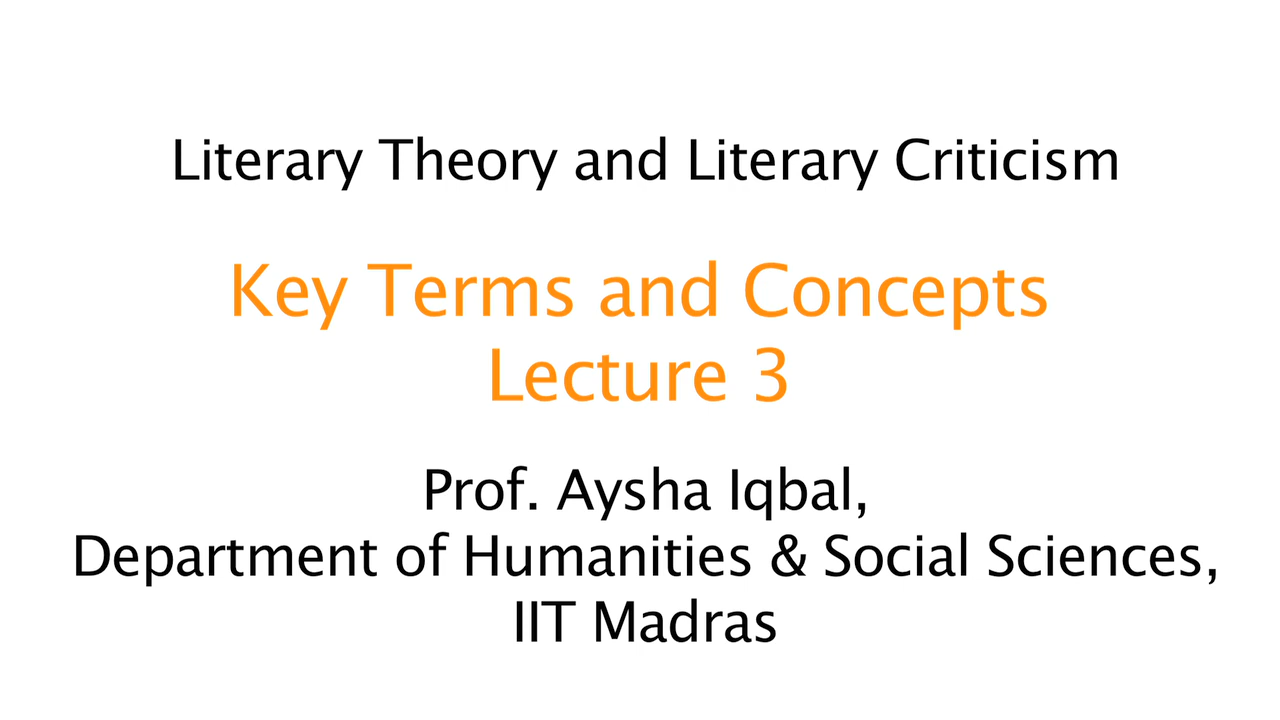 Literary Theory and Literary Criticism
Key Terms and Concepts
Lecture 3
Prof. Aysha Iqbal,
Department of Humanities & Social Sciences,
IIT Madras